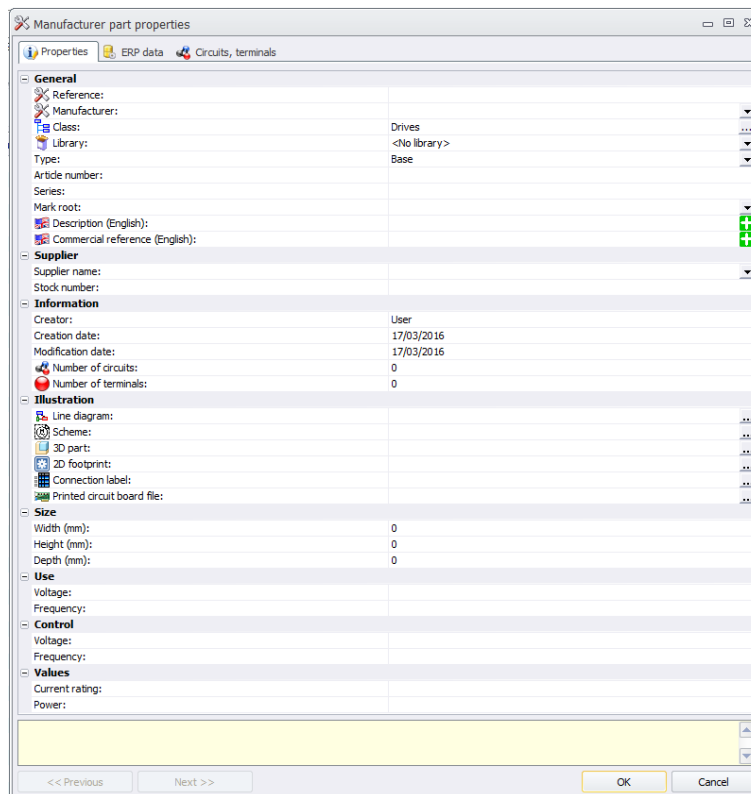 Manufacturer part properties
Properties ERP data Circuits, terminals
General
Reference:
Manufacturer:
Class: Drives ...
Library: <No library>
Type: Base
Article number:
Series:
Mark root:
Description (English):
Commercial reference (English):
Supplier
Supplier name:
Stock number:
Information
Creator: User
Creation date: 17/03/2016
Modification date: 17/03/2016
Number of circuits: 0
Number of terminals: 0
Illustration
Line diagram: ..
Scheme: ..
3D part: ..
2D footprint: ..
Connection label: ..
Printed circuit board file: ..
Size
Width (mm): 0
Height (mm): 0
Depth (mm): 0
Use
Voltage:
Frequency:
Control
Voltage:
Frequency:
Values
Current rating:
Power:
<< Previous Next >> OK Cancel